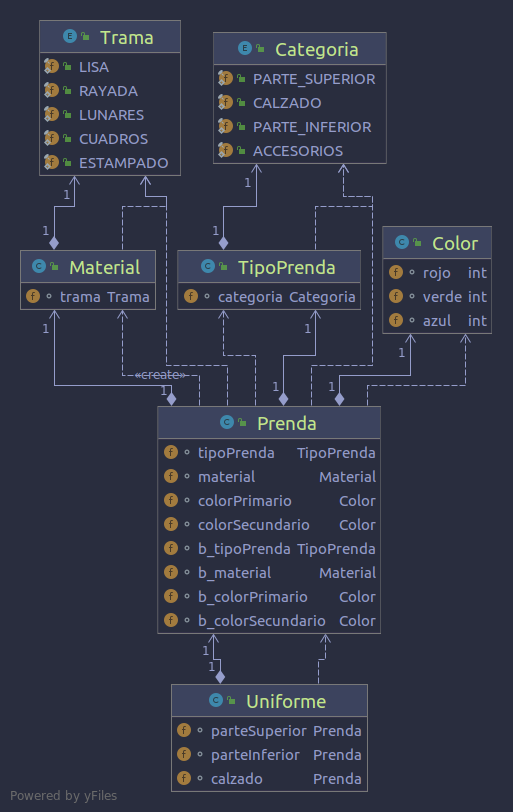 Trama
LISA
RAYADA
LUNARES
CUADROS
ESTAMPADO
Categoria
PARTE_SUPERIOR
CALZADO
PARTE_INFERIOR
ACCESORIOS
1
1
1
1
Material
trama Trama
TipoPrenda
categoria Categoria
Color
rojo int
verde int
azul int
1
1
1
«create»
1
1
1
Prenda
tipoPrenda TipoPrenda
material Material
colorPrimario Color
colorSecundario Color
b_tipoPrenda TipoPrenda
b_material Material
b_colorPrimario Color
b_colorSecundario Color
1
1
Uniforme
parteSuperior Prenda
parteInferior Prenda
calzado Prenda
Powered by yFiles